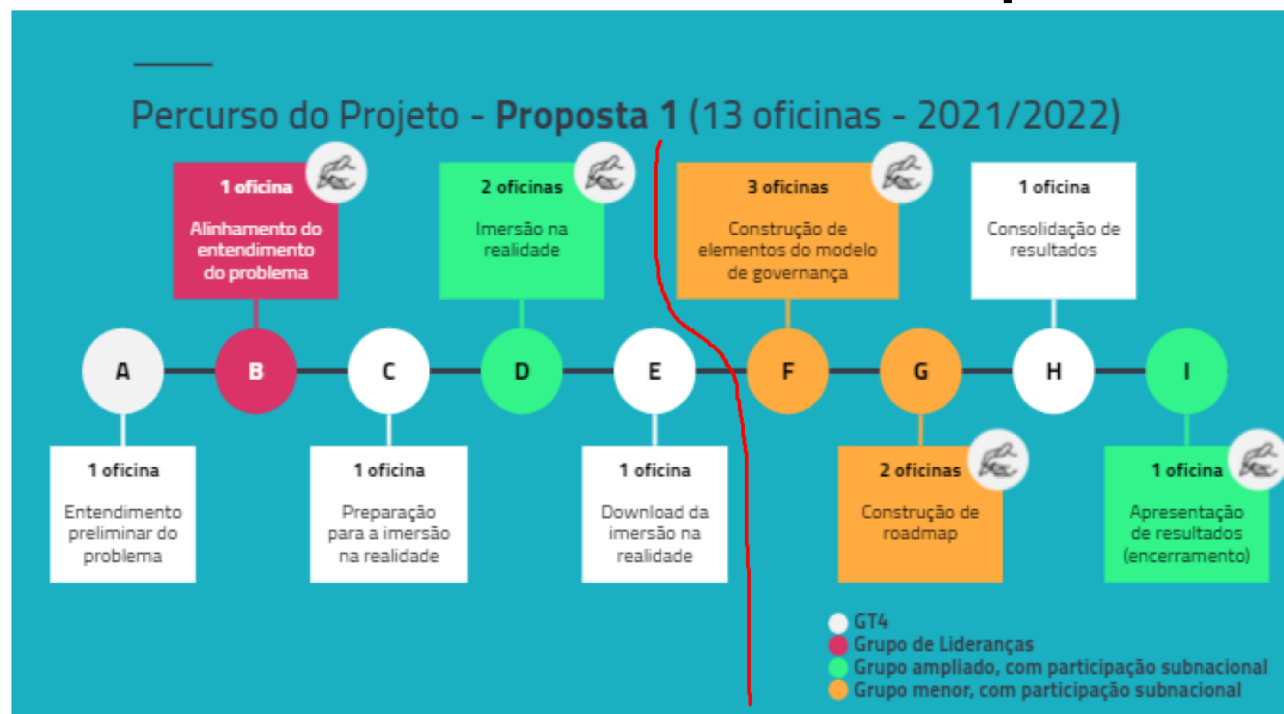 Percurso do Projeto - Proposta 1 (13 oficinas - 2021/2022)
1 oficina
Alinhamento do
entendimento
do problema
2 oficinas
Imersão na
realidade
3 oficinas
Construção de
elementos do modelo
de governança
1 oficina
Consolidação de
resultados
A
B
C
D
E
F
G
H
I
1 oficina
Entendimento
preliminar do
problema
1 oficina
Preparação
para a imersão
na realidade
1 oficina
Download da
imersão na
realidade
2 oficinas
Construção de
roadmap
1 oficina
Apresentação
de resultados
(encerramento)
GT4
Grupo de Lideranças
Grupo ampliado, com participação subnacional
Grupo menor, com participação subnacional